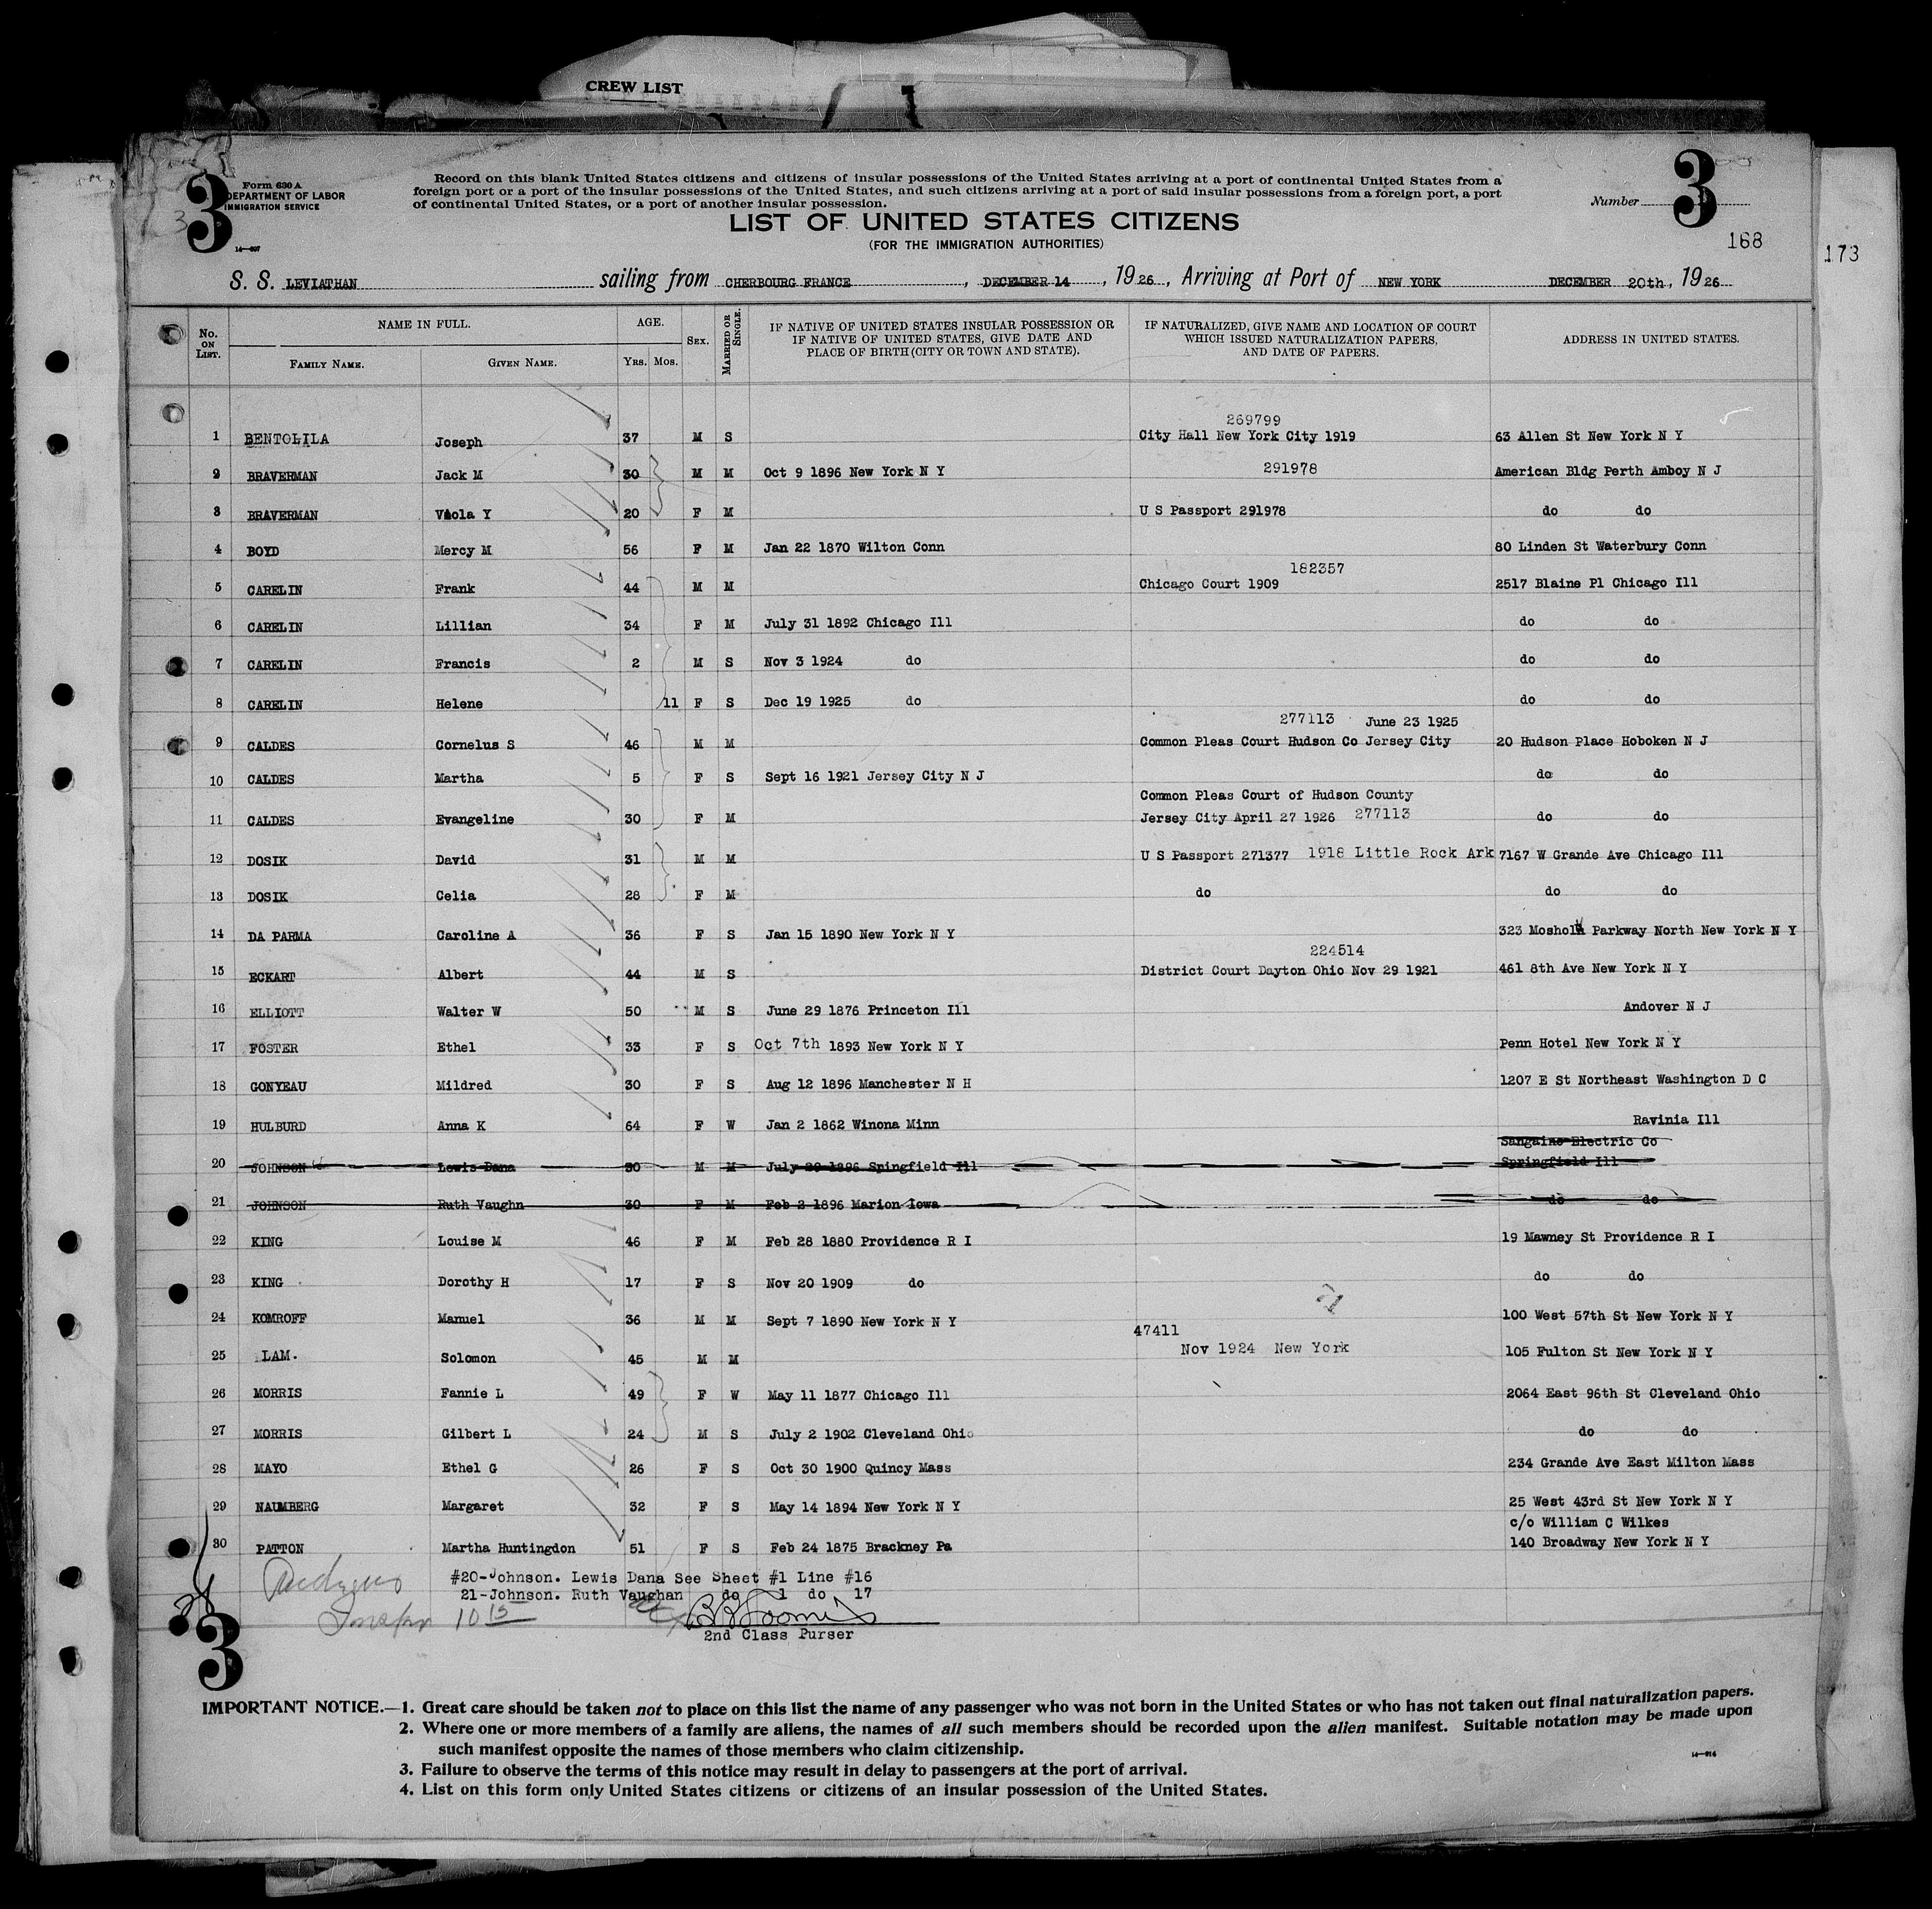 CREW LIST
3
Form 630 A
DEPARTMENT OF LABOR
IMMIGRATION SERVICE
3
14—697
Record on this blank United States citizens and citizens of insular possessions of the United States arriving at a port of continental United States from a
foreign port or a port of the insular possessions of the United States, and such citizens arriving at a port of said insular possessions from a foreign port, a port
of continental United States, or a port of another insular possession.
Number 3
LIST OF UNITED STATES CITIZENS
(FOR THE IMMIGRATION AUTHORITIES)
168
173
S. S. LEVIATHAN sailing from CHERBOURG FRANCE, DECEMBER 14, 1926, Arriving at Port of NEW YORK DECEMBER 20th, 1926
No. ON LIST. NAME IN FULL. FAMILY NAME. GIVEN NAME. AGE. Yrs. Mos. SEX. MARRIED OR SINGLE. IF NATIVE OF UNITED STATES INSULAR POSSESSION OR IF NATIVE OF UNITED STATES, GIVE DATE AND PLACE OF BIRTH (CITY OR TOWN AND STATE). IF NATURALIZED, GIVE NAME AND LOCATION OF COURT WHICH ISSUED NATURALIZATION PAPERS, AND DATE OF PAPERS. ADDRESS IN UNITED STATES.
269799
1 BENTOLILA Joseph 37 M S City Hall New York City 1919 63 Allen St New York N Y
2 BRAVERMAN Jack M 30 M M Oct 9 1896 New York N Y 291978 American Bldg Perth Amboy N J
3 BRAVERMAN Viola Y 20 F M U S Passport 291978 do do
4 BOYD Mercy M 56 F M Jan 22 1870 Wilton Conn 80 Linden St Waterbury Conn
182357
5 CARELIN Frank 44 M M Chicago Court 1909 2517 Blaine Pl Chicago Ill
6 CARELIN Lillian 34 F M July 31 1892 Chicago Ill do do
7 CARELIN Francis 2 M S Nov 3 1924 do do do
8 CARELIN Helene 11 F S Dec 19 1925 do do do
277113 June 23 1925
9 CALDES Cornelus S 46 M M Common Pleas Court Hudson Co Jersey City 20 Hudson Place Hoboken N J
10 CALDES Martha 5 F S Sept 16 1921 Jersey City N J do do
Common Pleas Court of Hudson County
11 CALDES Evangeline 30 F M Jersey City April 27 1926 277113 do do
12 DOSIK David 31 M M U S Passport 271377 1918 Little Rock Ark 7167 W Grande Ave Chicago Ill
13 DOSIK Celia 28 F M do do do
14 DA PARMA Caroline A 36 F S Jan 15 1890 New York N Y 323 Mosholu Parkway North New York N Y
224514
15 ECKART Albert 44 M S District Court Dayton Ohio Nov 29 1921 461 8th Ave New York N Y
16 ELLIOTT Walter W 50 M S June 29 1876 Princeton Ill Andover N J
17 FOSTER Ethel 33 F S Oct 7th 1893 New York N Y Penn Hotel New York N Y
18 GONYEAU Mildred 30 F S Aug 12 1896 Manchester N H 1207 E St Northeast Washington D C
19 HULBURD Anna K 64 F W Jan 2 1862 Winona Minn Ravinia Ill
Sangamo Electric Co
20 JOHNSON Lewis Dana 30 M M July 29 1896 Spingfield Ill Springfield Ill
21 JOHNSON Ruth Vaughn 30 F M Feb 2 1896 Marion Iowa do do
22 KING Louise M 46 F M Feb 28 1880 Providence R I 19 Mawney St Providence R I
23 KING Dorothy H 17 F S Nov 20 1909 do do do
24 KOMROFF Manuel 36 M M Sept 7 1890 New York N Y 100 West 57th St New York N Y
47411
25 LAM. Solomon 45 M M Nov 1924 New York 105 Fulton St New York N Y
26 MORRIS Fannie L 49 F W May 11 1877 Chicago Ill 2064 East 96th St Cleveland Ohio
27 MORRIS Gilbert L 24 M S July 2 1902 Cleveland Ohio do do
28 MAYO Ethel G 26 F S Oct 30 1900 Quincy Mass 234 Grande Ave East Milton Mass
29 NAUMBERG Margaret 32 F S May 14 1894 New York N Y 25 West 43rd St New York N Y
c/o William C Wilkes
30 PATTON Martha Huntingdon 51 F S Feb 24 1875 Brackney Pa 140 Broadway New York N Y
#20-Johnson. Lewis Dana See Sheet #1 Line #16
21-Johnson. Ruth Vaughan do 1 do 17
10 15
2nd Class Purser
3
IMPORTANT NOTICE.—1. Great care should be taken not to place on this list the name of any passenger who was not born in the United States or who has not taken out final naturalization papers.
2. Where one or more members of a family are aliens, the names of all such members should be recorded upon the alien manifest. Suitable notation may be made upon
such manifest opposite the names of those members who claim citizenship.
3. Failure to observe the terms of this notice may result in delay to passengers at the port of arrival.
4. List on this form only United States citizens or citizens of an insular possession of the United States.